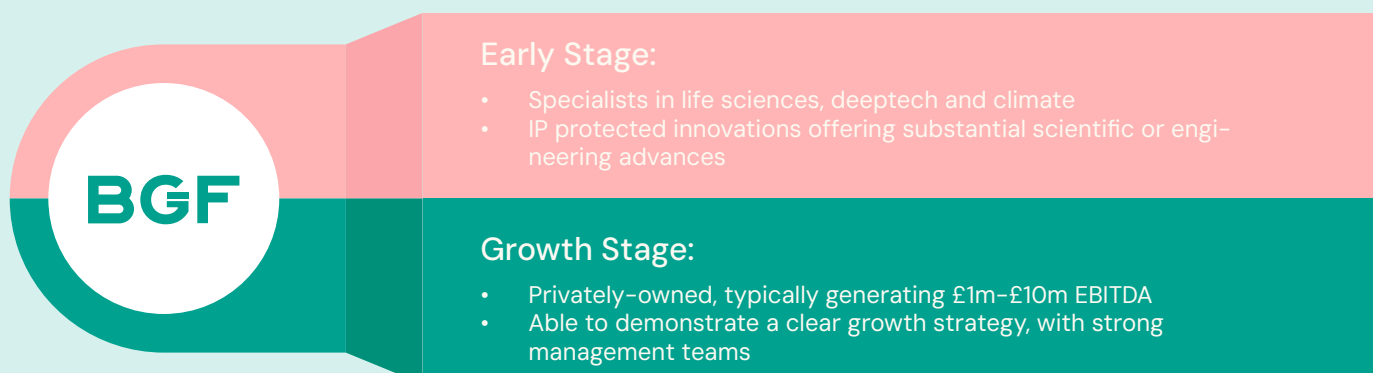 BGF
Early Stage:
• Specialists in life sciences, deeptech and climate
• IP protected innovations offering substantial scientific or engi-
neering advances
Growth Stage:
• Privately-owned, typically generating £1m-£10m EBITDA
• Able to demonstrate a clear growth strategy, with strong
management teams